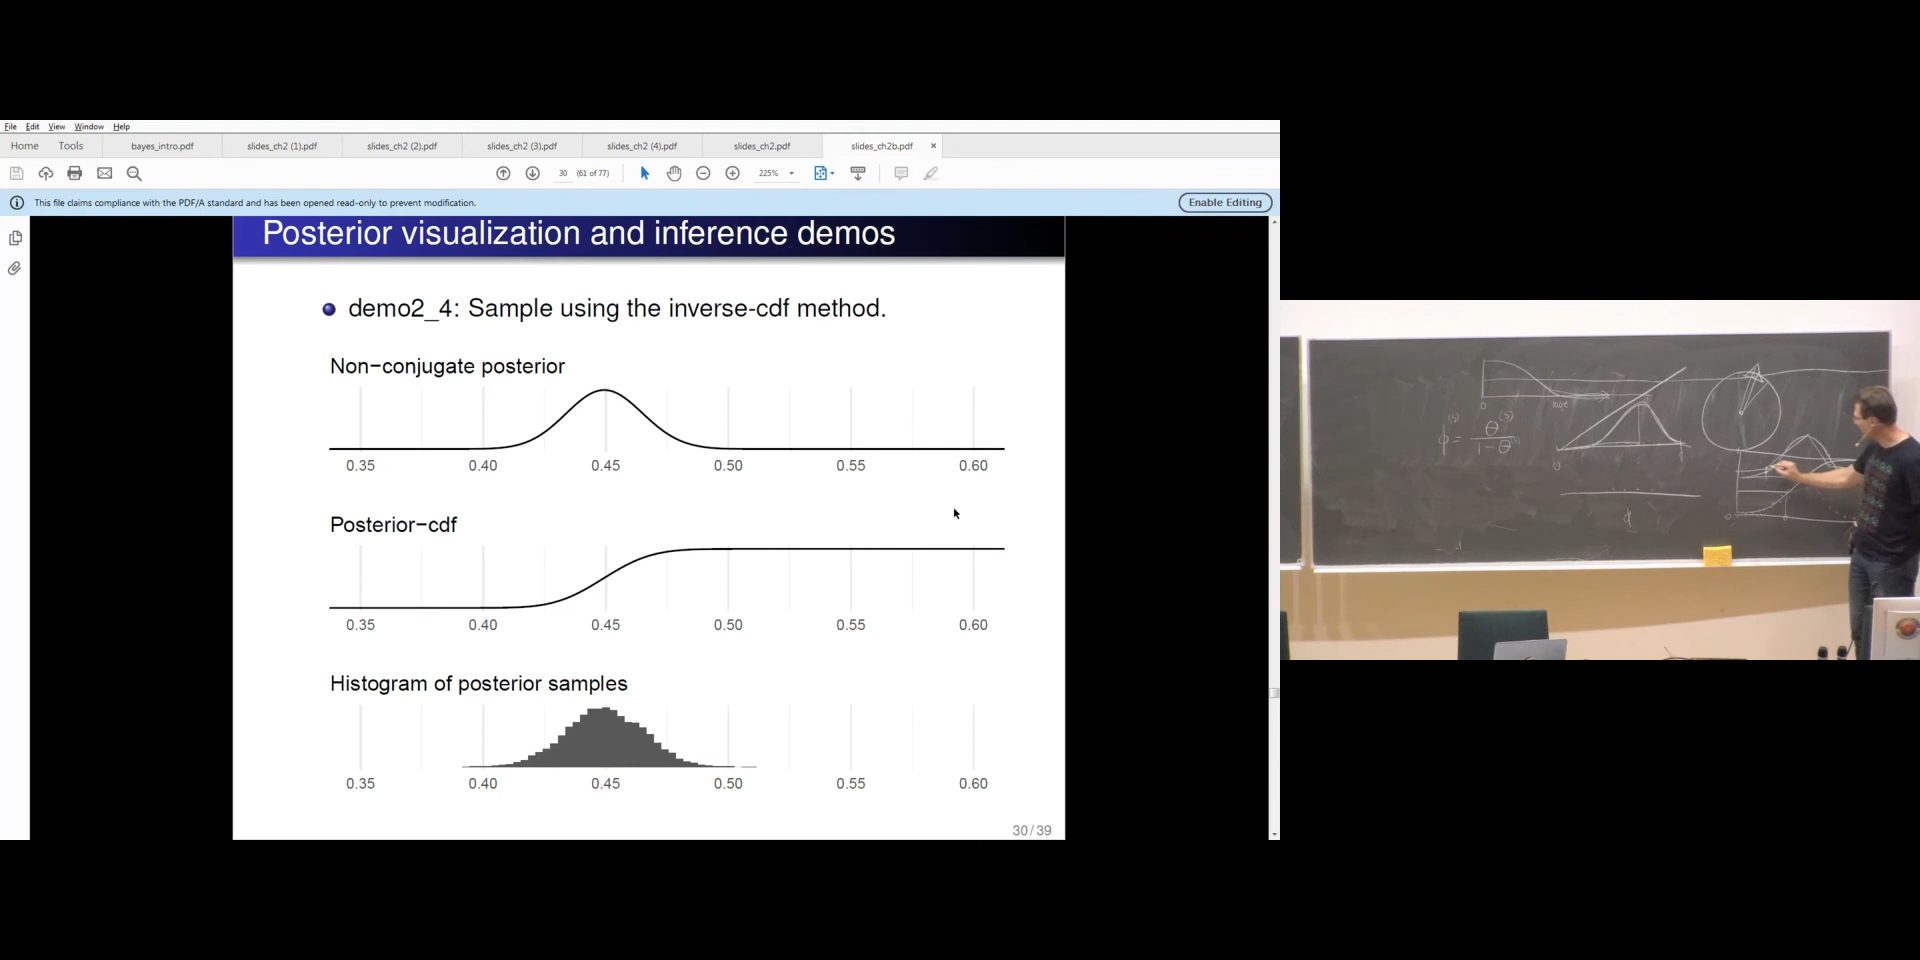 File Edit View Window Help
Home Tools bayes_intro.pdf slides_ch2 (1).pdf slides_ch2 (2).pdf slides_ch2 (3).pdf slides_ch2 (4).pdf slides_ch2.pdf slides_ch2b.pdf ×
30 (61 of 77) 225%
This file claims compliance with the PDF/A standard and has been opened read-only to prevent modification. Enable Editing
Posterior visualization and inference demos
demo2_4: Sample using the inverse-cdf method.
Non−conjugate posterior
0.35 0.40 0.45 0.50 0.55 0.60
Posterior−cdf
0.35 0.40 0.45 0.50 0.55 0.60
Histogram of posterior samples
0.35 0.40 0.45 0.50 0.55 0.60
30 / 39
0
ϕ(s) = θ(s)
1-θ(s)